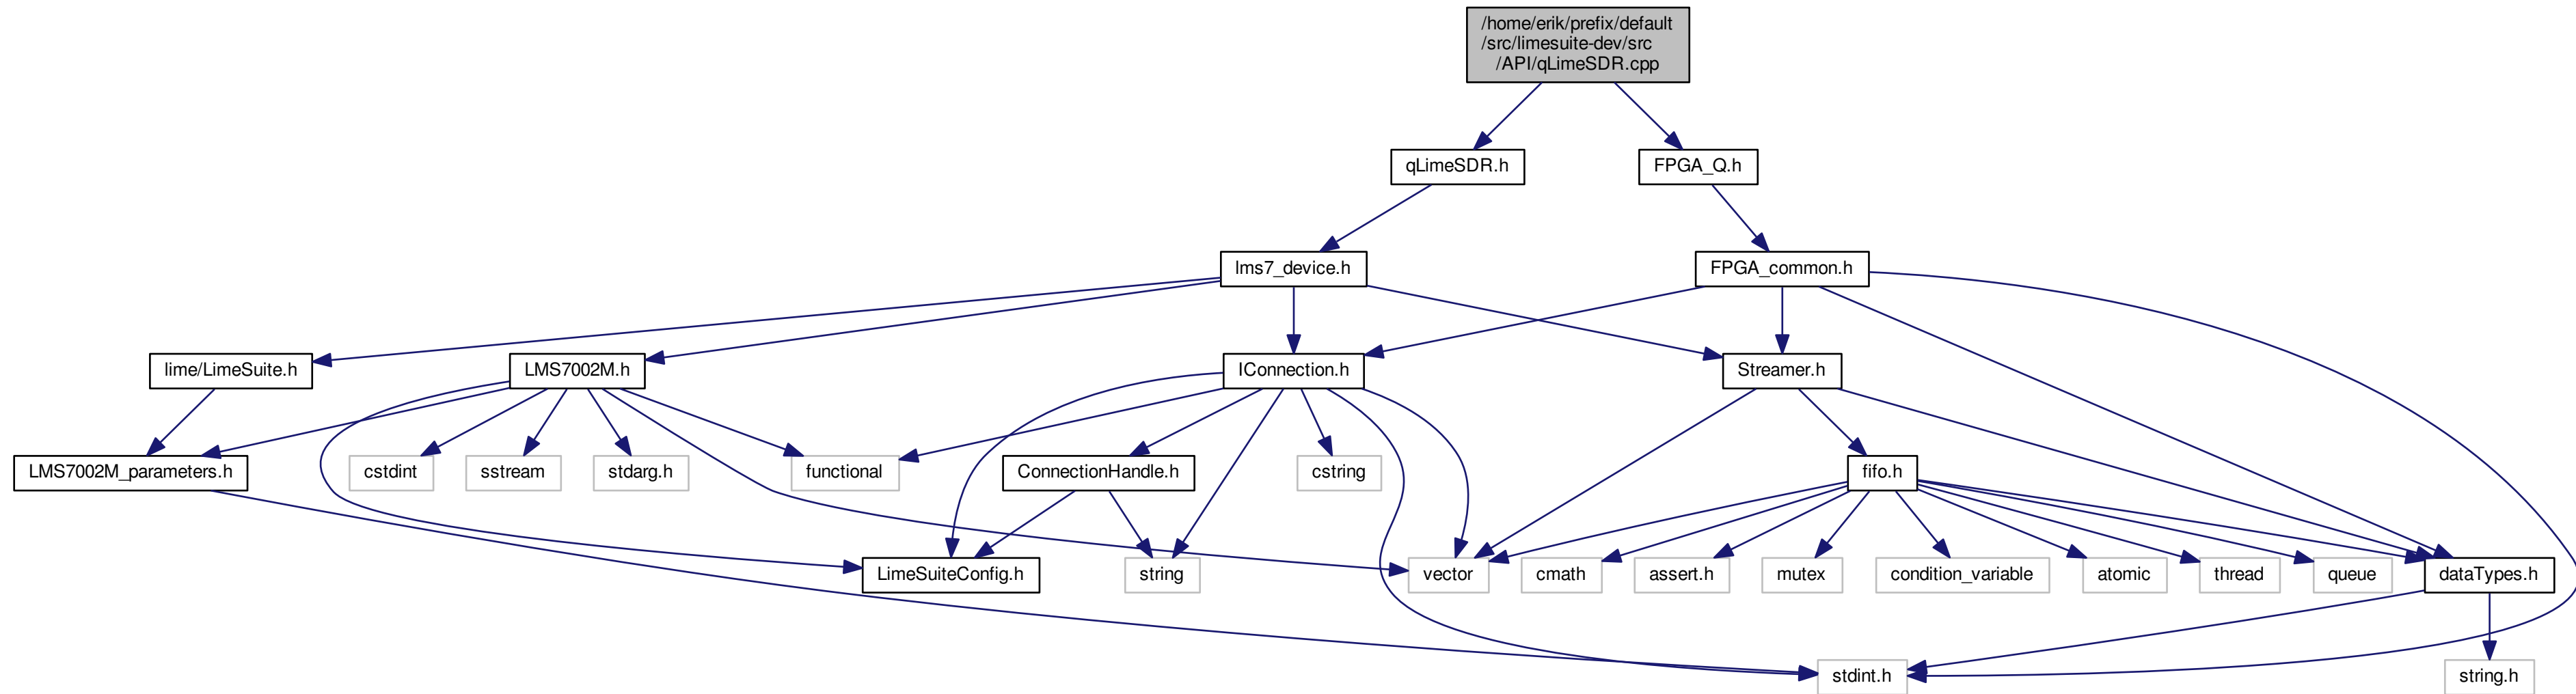 /home/erik/prefix/default
/src/limesuite-dev/src
/API/qLimeSDR.cpp
qLimeSDR.h
FPGA_Q.h
lms7_device.h
FPGA_common.h
lime/LimeSuite.h
LMS7002M.h
IConnection.h
Streamer.h
LMS7002M_parameters.h
cstdint
sstream
stdarg.h
functional
ConnectionHandle.h
cstring
fifo.h
LimeSuiteConfig.h
string
vector
cmath
assert.h
mutex
condition_variable
atomic
thread
queue
dataTypes.h
stdint.h
string.h